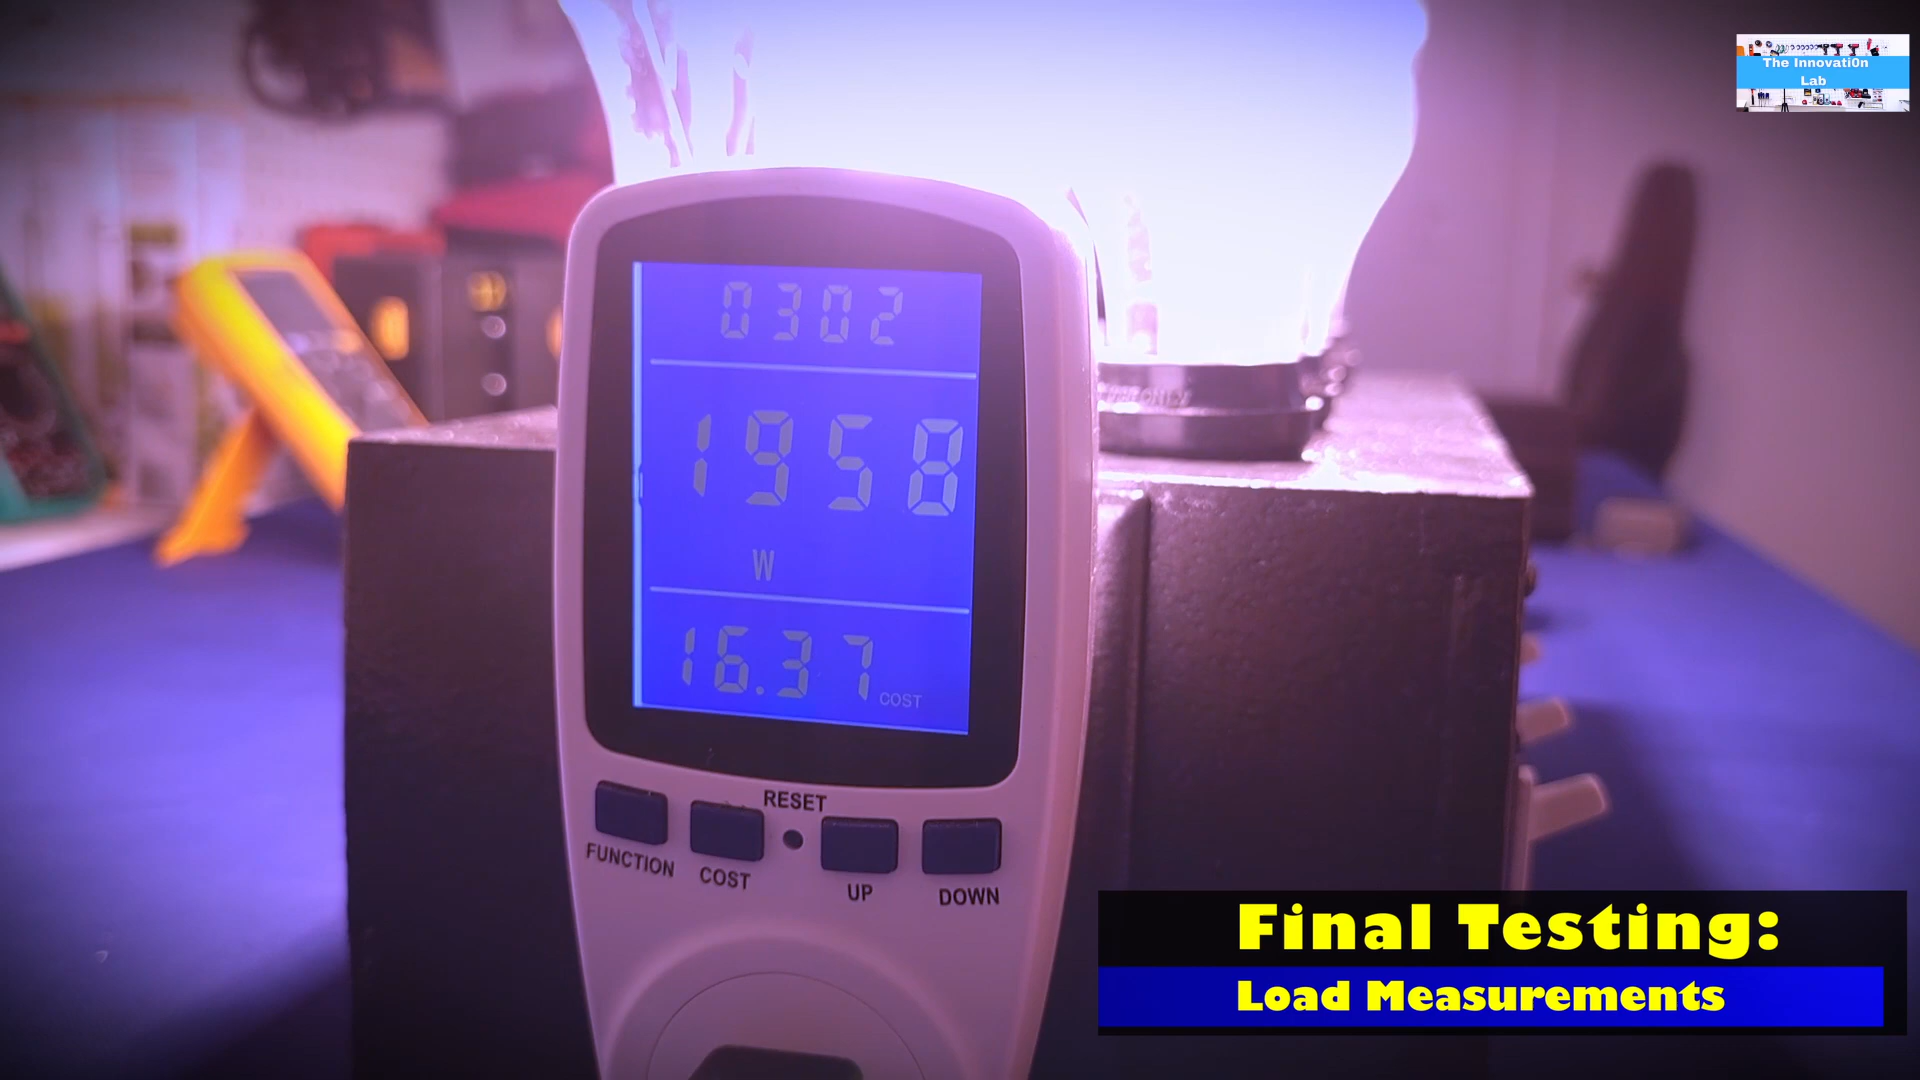 The Innovati0n
Lab
0302
1958
W
16.37
COST
RESET
FUNCTION
COST
UP
DOWN
Final Testing:
Load Measurements